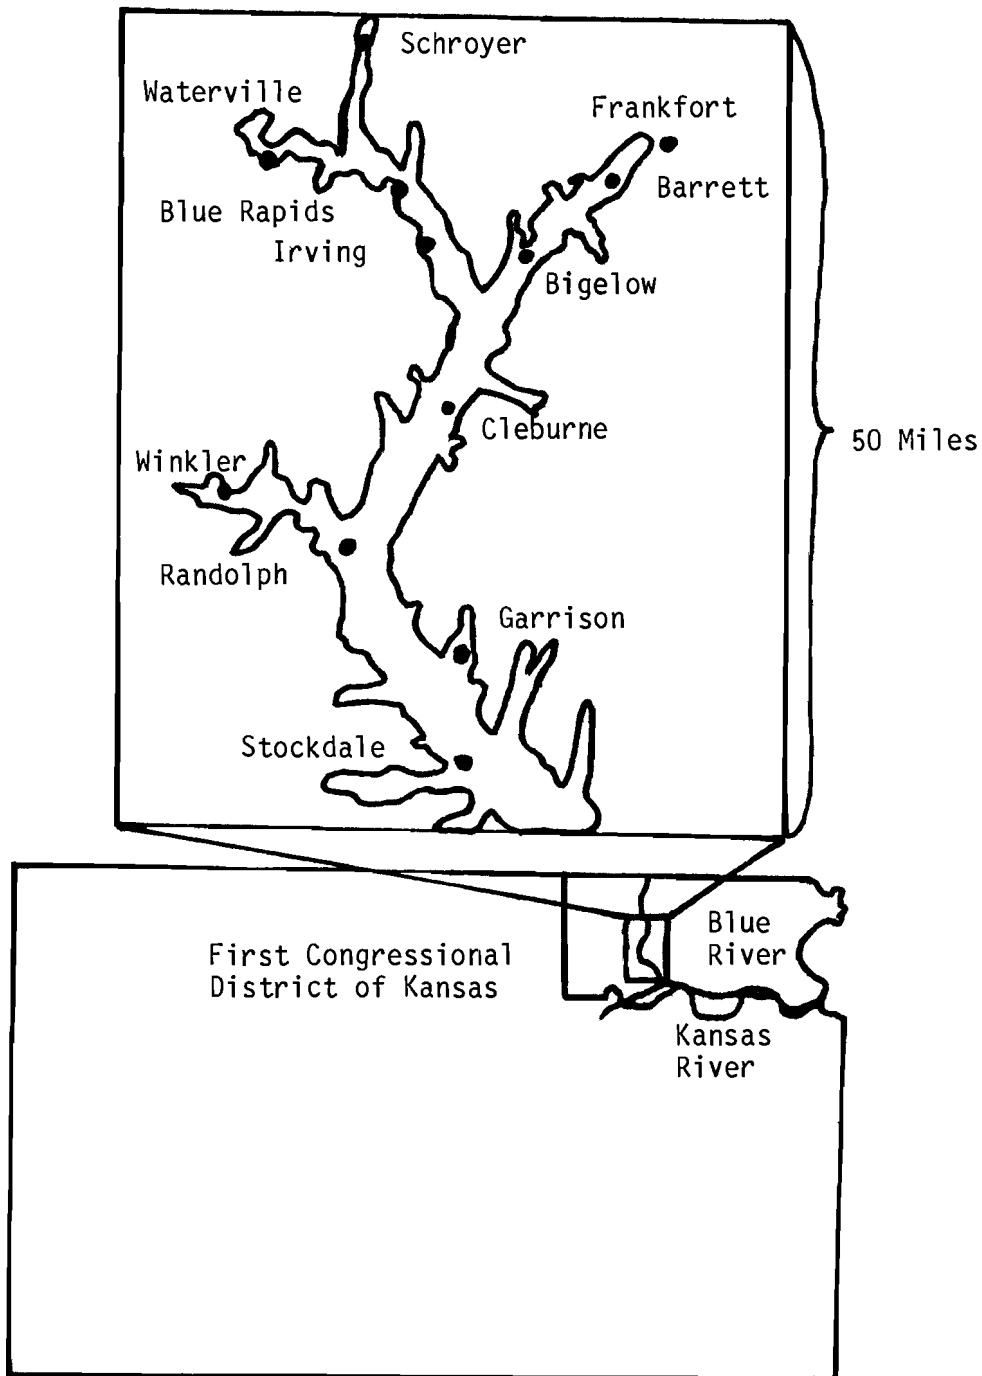 Schroyer
Waterville
Frankfort
Barrett
Blue Rapids
Irving
Bigelow
Cleburne
50 Miles
Winkler
Randolph
Garrison
Stockdale
First Congressional
District of Kansas
Blue
River
Kansas
River